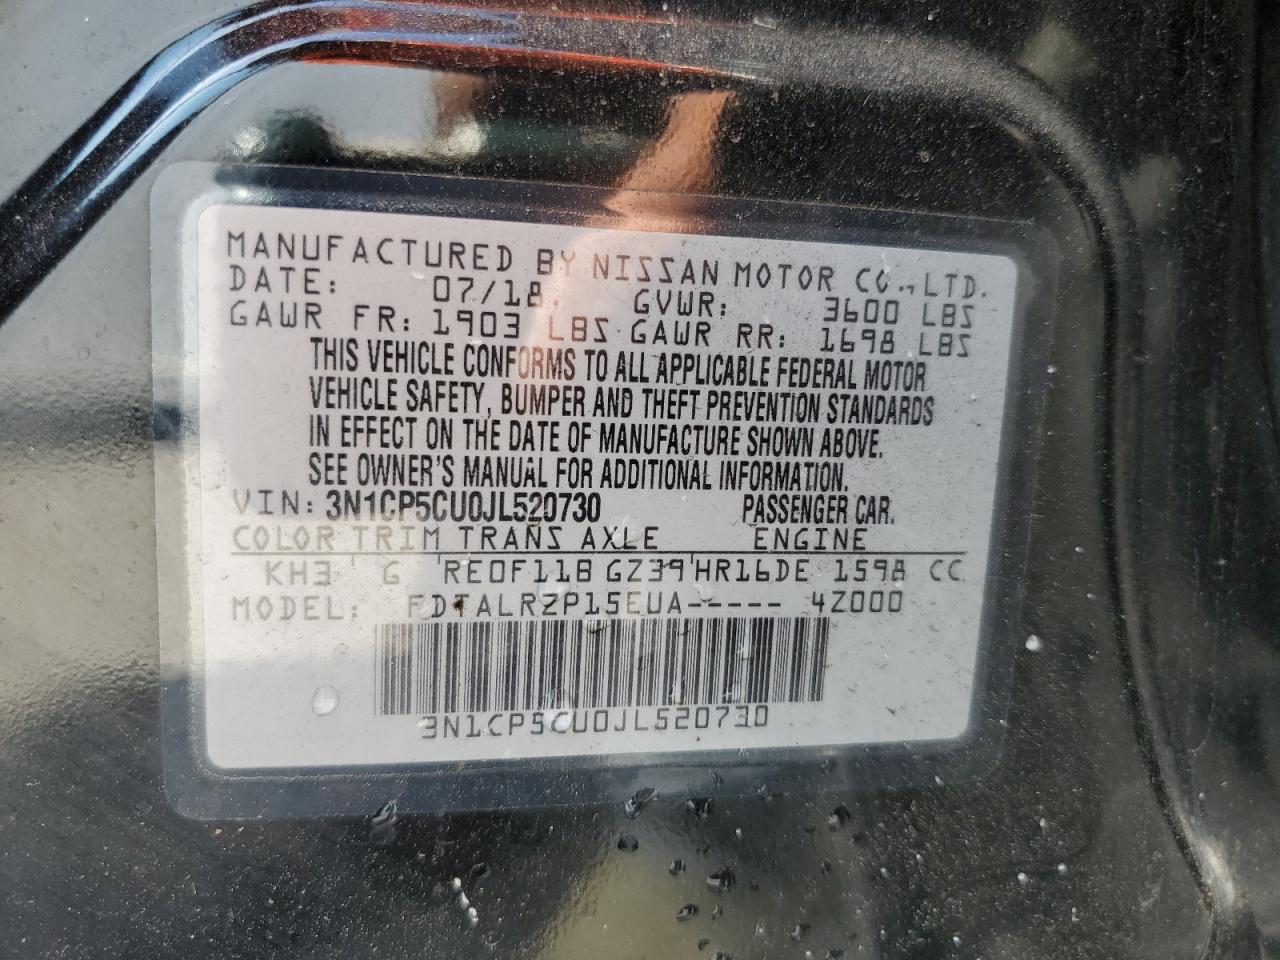 MANUFACTURED BY NISSAN MOTOR CO.,LTD.
DATE: 07/18 GVWR: 3600 LBS
GAWR FR: 1903 LBS GAWR RR: 1698 LBS
THIS VEHICLE CONFORMS TO ALL APPLICABLE FEDERAL MOTOR
VEHICLE SAFETY, BUMPER AND THEFT PREVENTION STANDARDS
IN EFFECT ON THE DATE OF MANUFACTURE SHOWN ABOVE.
SEE OWNER'S MANUAL FOR ADDITIONAL INFORMATION.
VIN: 3N1CP5CU0JL520730 PASSENGER CAR.
COLOR TRIM TRANS AXLE ENGINE
KH3 G RE0F11B GZ39 HR16DE 1598 CC
MODEL: FDTALRZP15EUA----- 4Z000
3N1CP5CU0JL520730